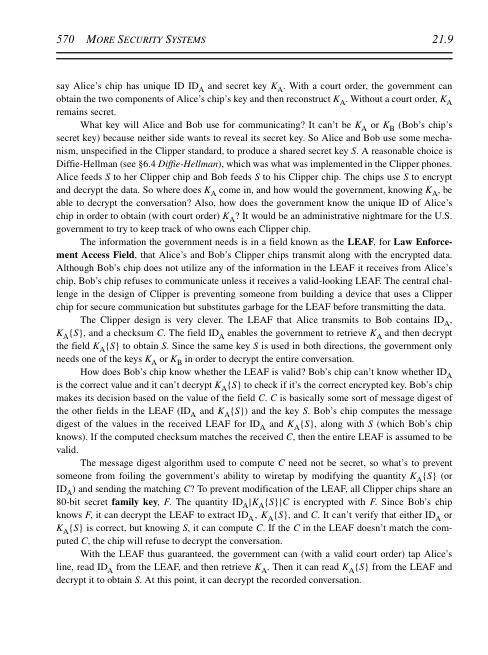 570 MORE SECURITY SYSTEMS 21.9
say Alice's chip has unique ID ID_A and secret key K_A. With a court order, the government can
obtain the two components of Alice's chip's key and then reconstruct K_A. Without a court order, K_A
remains secret.
What key will Alice and Bob use for communicating? It can't be K_A or K_B (Bob's chip's
secret key) because neither side wants to reveal its secret key. So Alice and Bob use some mecha-
nism, unspecified in the Clipper standard, to produce a shared secret key S. A reasonable choice is
Diffie-Hellman (see §6.4 Diffie-Hellman), which was what was implemented in the Clipper phones.
Alice feeds S to her Clipper chip and Bob feeds S to his Clipper chip. The chips use S to encrypt
and decrypt the data. So where does K_A come in, and how would the government, knowing K_A, be
able to decrypt the conversation? Also, how does the government know the unique ID of Alice's
chip in order to obtain (with court order) K_A? It would be an administrative nightmare for the U.S.
government to try to keep track of who owns each Clipper chip.
The information the government needs is in a field known as the LEAF, for Law Enforce-
ment Access Field, that Alice's and Bob's Clipper chips transmit along with the encrypted data.
Although Bob's chip does not utilize any of the information in the LEAF it receives from Alice's
chip, Bob's chip refuses to communicate unless it receives a valid-looking LEAF. The central chal-
lenge in the design of Clipper is preventing someone from building a device that uses a Clipper
chip for secure communication but substitutes garbage for the LEAF before transmitting the data.
The Clipper design is very clever. The LEAF that Alice transmits to Bob contains ID_A,
K_A{S}, and a checksum C. The field ID_A enables the government to retrieve K_A and then decrypt
the field K_A{S} to obtain S. Since the same key S is used in both directions, the government only
needs one of the keys K_A or K_B in order to decrypt the entire conversation.
How does Bob's chip know whether the LEAF is valid? Bob's chip can't know whether ID_A
is the correct value and it can't decrypt K_A{S} to check if it's the correct encrypted key. Bob's chip
makes its decision based on the value of the field C. C is basically some sort of message digest of
the other fields in the LEAF (ID_A and K_A{S}) and the key S. Bob's chip computes the message
digest of the values in the received LEAF for ID_A and K_A{S}, along with S (which Bob's chip
knows). If the computed checksum matches the received C, then the entire LEAF is assumed to be
valid.
The message digest algorithm used to compute C need not be secret, so what's to prevent
someone from foiling the government's ability to wiretap by modifying the quantity K_A{S} (or
ID_A) and sending the matching C? To prevent modification of the LEAF, all Clipper chips share an
80-bit secret family key, F. The quantity ID_A|K_A{S}|C is encrypted with F. Since Bob's chip
knows F, it can decrypt the LEAF to extract ID_A, K_A{S}, and C. It can't verify that either ID_A or
K_A{S} is correct, but knowing S, it can compute C. If the C in the LEAF doesn't match the com-
puted C, the chip will refuse to decrypt the conversation.
With the LEAF thus guaranteed, the government can (with a valid court order) tap Alice's
line, read ID_A from the LEAF, and then retrieve K_A. Then it can read K_A{S} from the LEAF and
decrypt it to obtain S. At this point, it can decrypt the recorded conversation.